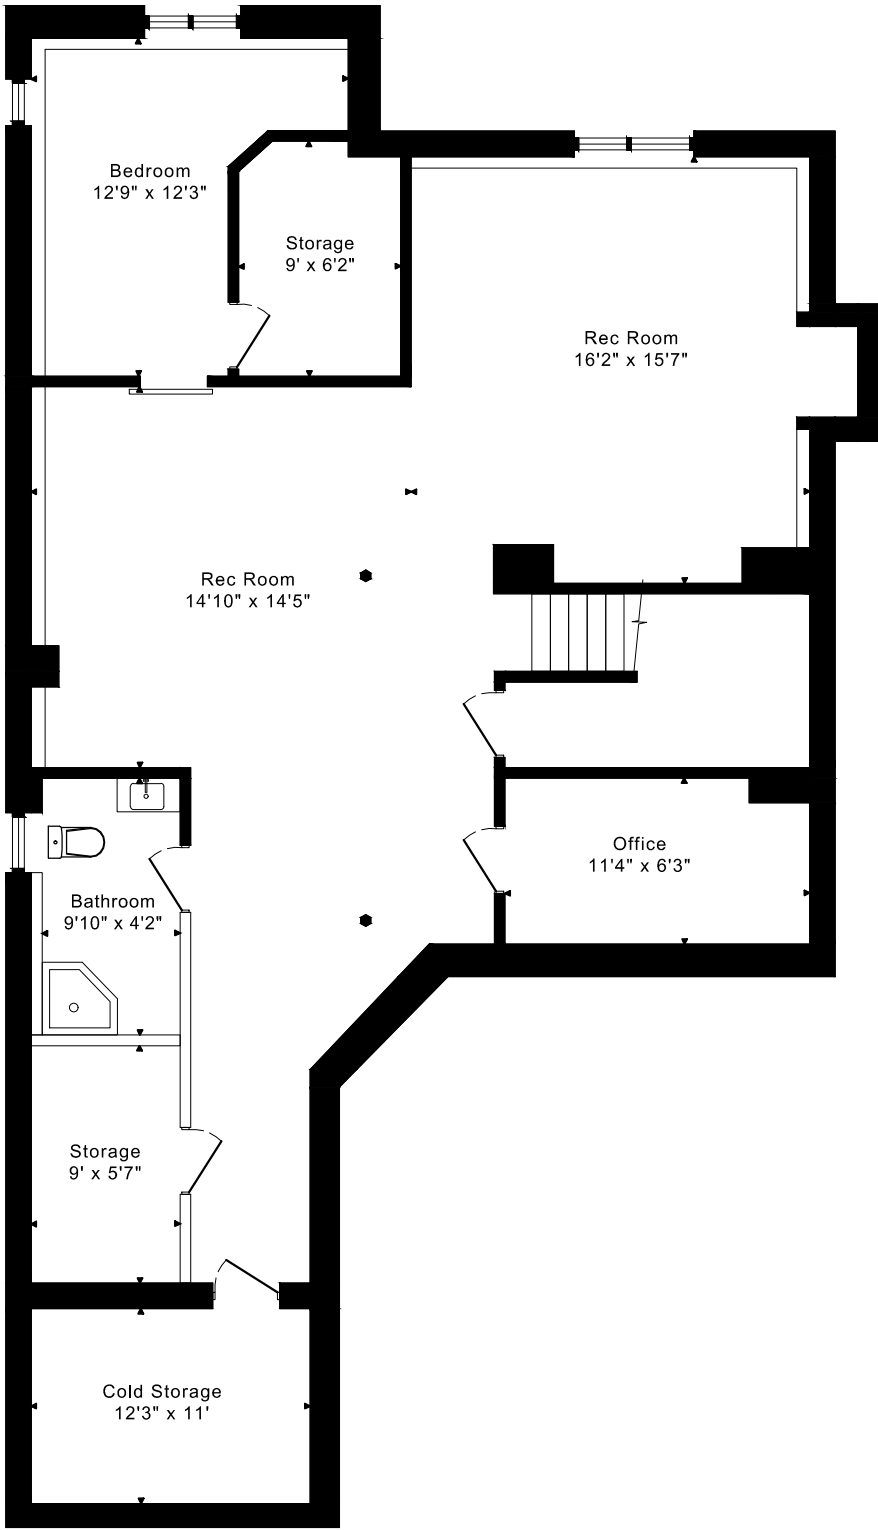 Bedroom
12'9" x 12'3"
Storage
9' x 6'2"
Rec Room
16'2" x 15'7"
Rec Room
14'10" x 14'5"
Office
11'4" x 6'3"
Bathroom
9'10" x 4'2"
Storage
9' x 5'7"
Cold Storage
12'3" x 11'